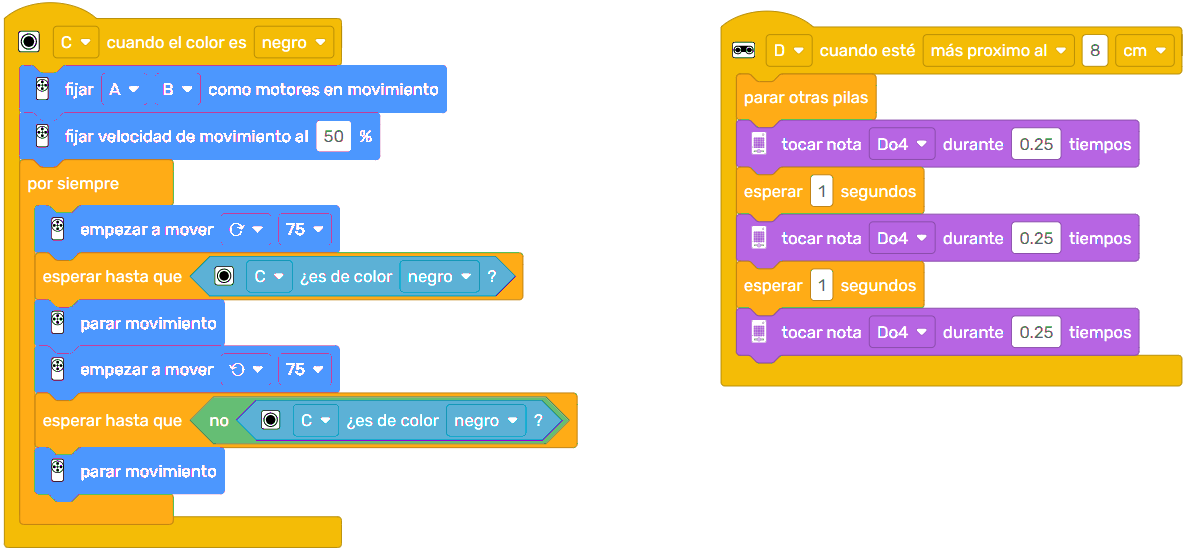 C cuando el color es negro
fijar A B como motores en movimiento
fijar velocidad de movimiento al 50 %
por siempre
empezar a mover 75
esperar hasta que C ¿es de color negro ?
parar movimiento
empezar a mover 75
esperar hasta que no C ¿es de color negro ?
parar movimiento
D cuando esté más proximo al 8 cm
parar otras pilas
tocar nota Do4 durante 0.25 tiempos
esperar 1 segundos
tocar nota Do4 durante 0.25 tiempos
esperar 1 segundos
tocar nota Do4 durante 0.25 tiempos